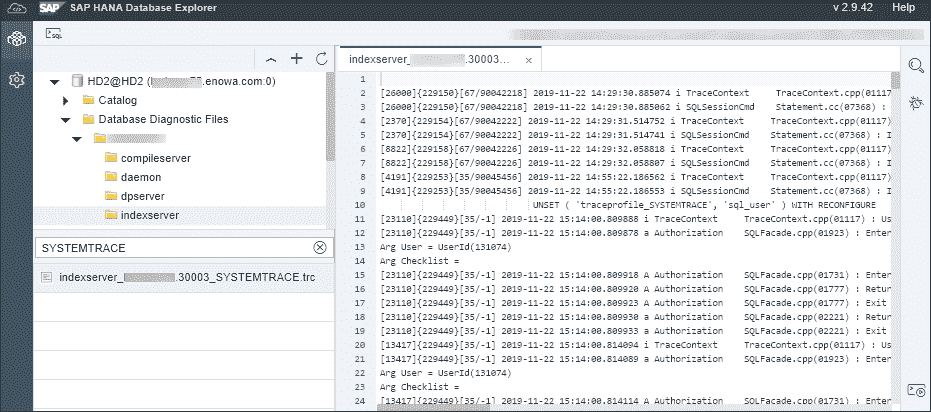 SAP SAP HANA Database Explorer v 2.9.42 Help
SQL
HD2@HD2 ( .enowa.com:0)
Catalog
Database Diagnostic Files
compileserver
daemon
dpserver
indexserver
SYSTEMTRACE
indexserver_ .30003_SYSTEMTRACE.trc
indexserver_ .30003... ×
1
2 [26000]{229150}[67/90042218] 2019-11-22 14:29:30.885074 i TraceContext TraceContext.cpp(01117
3 [26000]{229150}[67/90042218] 2019-11-22 14:29:30.885062 i SQLSessionCmd Statement.cc(07368) :
4 [2370]{229154}[67/90042222] 2019-11-22 14:29:31.514752 i TraceContext TraceContext.cpp(01117)
5 [2370]{229154}[67/90042222] 2019-11-22 14:29:31.514741 i SQLSessionCmd Statement.cc(07368) : I
6 [8822]{229158}[67/90042226] 2019-11-22 14:29:32.058818 i TraceContext TraceContext.cpp(01117)
7 [8822]{229158}[67/90042226] 2019-11-22 14:29:32.058807 i SQLSessionCmd Statement.cc(07368) : I
8 [4191]{229253}[35/90045456] 2019-11-22 14:55:22.186562 i TraceContext TraceContext.cpp(01117)
9 [4191]{229253}[35/90045456] 2019-11-22 14:55:22.186553 i SQLSessionCmd Statement.cc(07368) : I
10 UNSET ( 'traceprofile_SYSTEMTRACE', 'sql_user' ) WITH RECONFIGURE
11 [23110]{229449}[35/-1] 2019-11-22 15:14:00.809888 i TraceContext TraceContext.cpp(01117) : Us
12 [23110]{229449}[35/-1] 2019-11-22 15:14:00.809878 a Authorization SQLFacade.cpp(01923) : Enter
13 Arg User = UserId(131074)
14 Arg Checklist =
15 [23110]{229449}[35/-1] 2019-11-22 15:14:00.809918 A Authorization SQLFacade.cpp(01731) : Enter
16 [23110]{229449}[35/-1] 2019-11-22 15:14:00.809920 A Authorization SQLFacade.cpp(01777) : Retur
17 [23110]{229449}[35/-1] 2019-11-22 15:14:00.809923 A Authorization SQLFacade.cpp(01777) : Exit
18 [23110]{229449}[35/-1] 2019-11-22 15:14:00.809930 a Authorization SQLFacade.cpp(02221) : Retur
19 [23110]{229449}[35/-1] 2019-11-22 15:14:00.809933 a Authorization SQLFacade.cpp(02221) : Exit
20 [13417]{229449}[35/-1] 2019-11-22 15:14:00.814094 i TraceContext TraceContext.cpp(01117) : Us
21 [13417]{229449}[35/-1] 2019-11-22 15:14:00.814089 a Authorization SQLFacade.cpp(01923) : Enter
22 Arg User = UserId(131074)
23 Arg Checklist =
24 [13417]{229449}[35/-1] 2019-11-22 15:14:00.814114 A Authorization SQLFacade.cpp(01731) : Enter